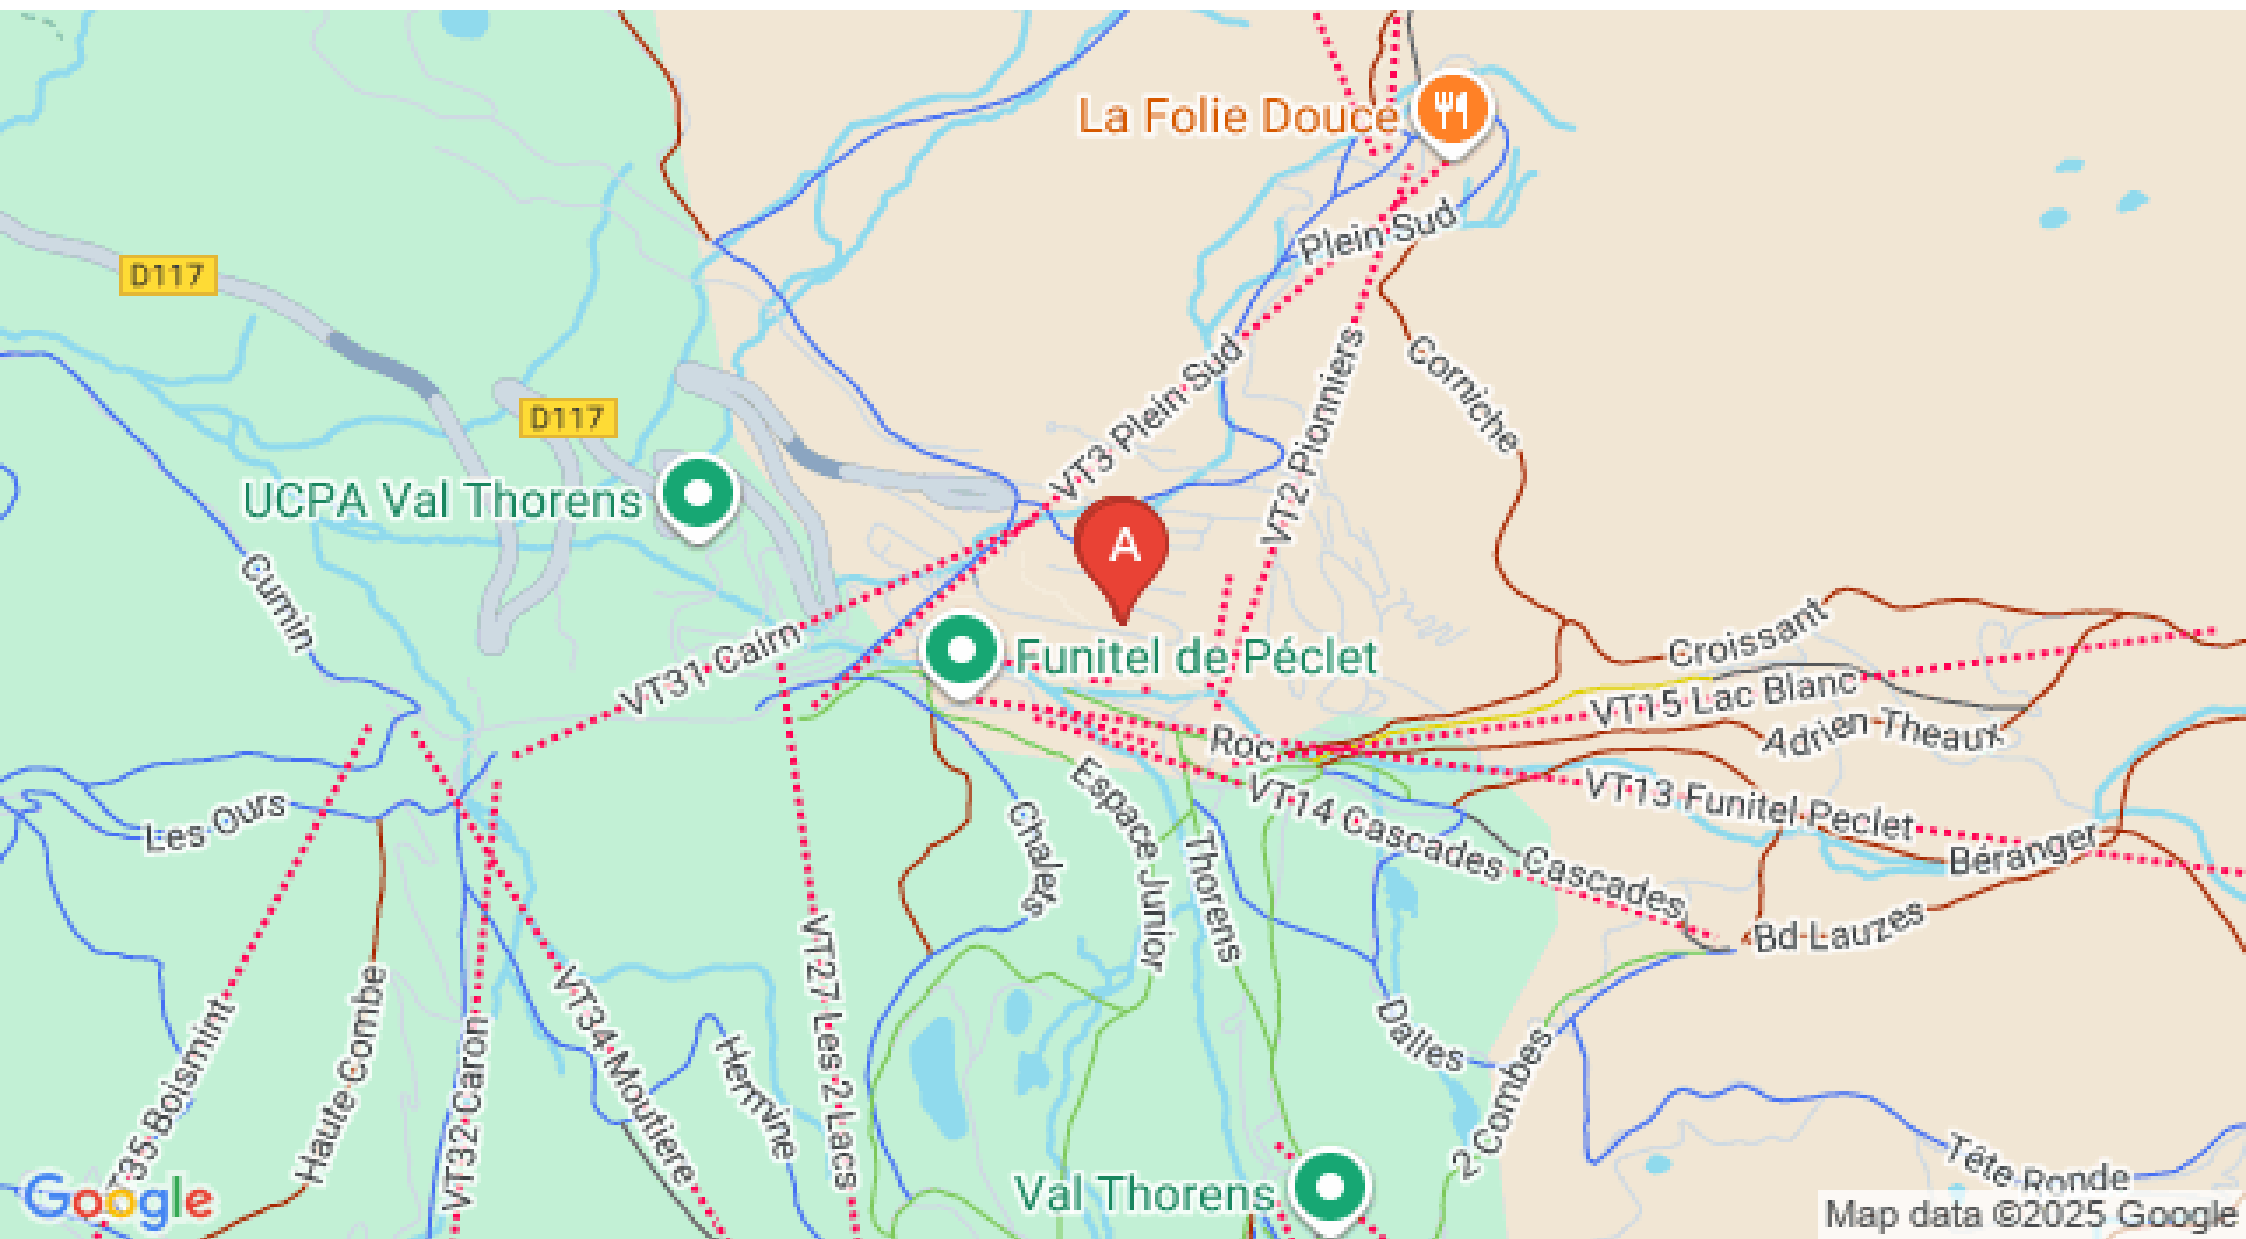 La Folie Douce
Plein Sud
D117
VT3 Plein Sud
VT2 Pionniers
Corniche
D117
UCPA Val Thorens
A
Cumin
VT31 Cairn
Funitel de Péclet
Croissant
VT15 Lac Blanc
Roc
Adrien Theaux
VT13 Funitel Peclet
VT14 Cascades
Les Ours
Espace Junior
Chalets
Thorens
Cascades
Béranger
Bd Lauzes
VT35 Boismint
Haute Combe
VT32 Caron
VT34 Moutiere
Hermine
VT27 Les 2 Lacs
Dalles
2 Combes
Tête Ronde
Val Thorens
Google
Map data ©2025 Google